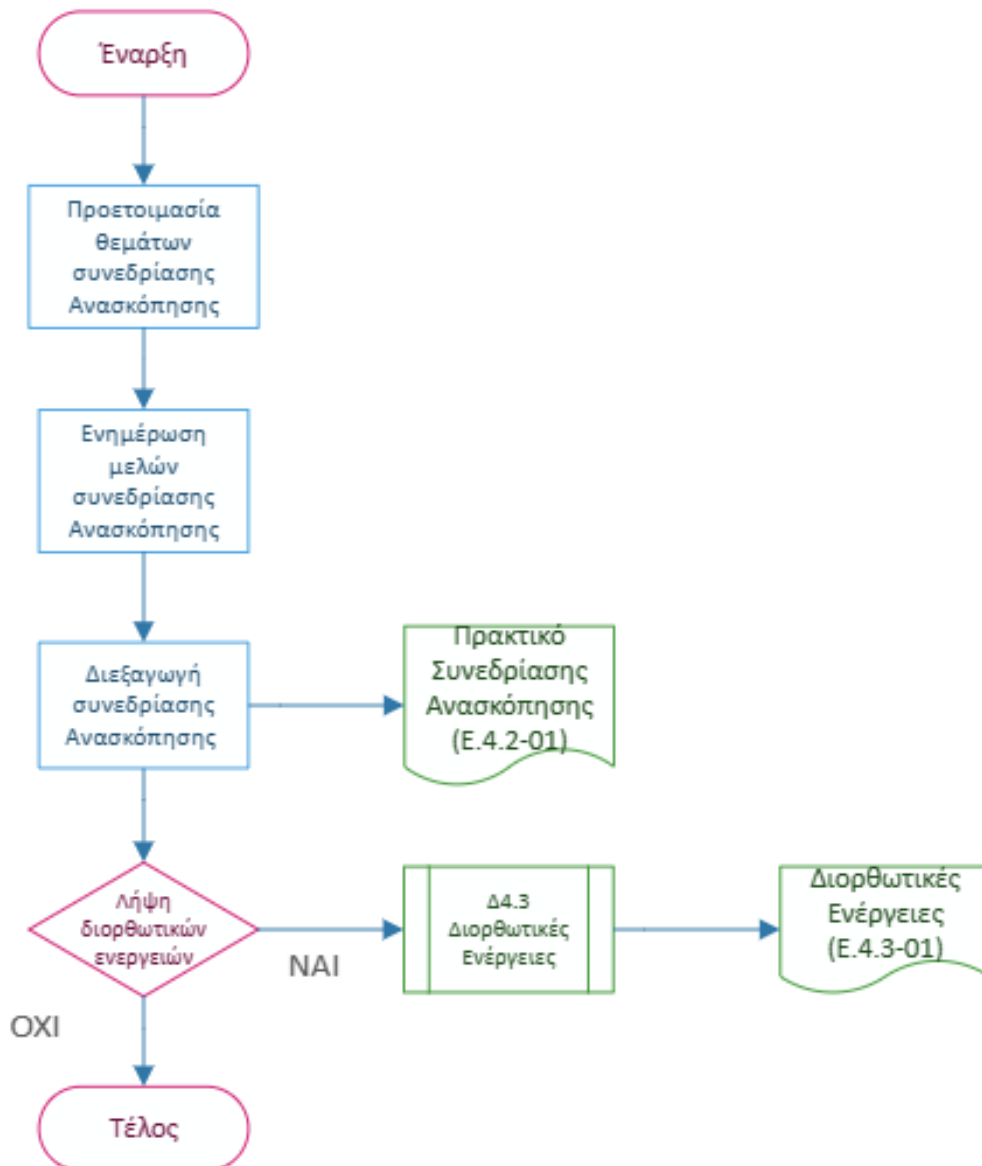 Έναρξη
Προετοιμασία
θεμάτων
συνεδρίασης
Ανασκόπησης
Ενημέρωση
μελών
συνεδρίασης
Ανασκόπησης
Διεξαγωγή
συνεδρίασης
Ανασκόπησης
Πρακτικό
Συνεδρίασης
Ανασκόπησης
(Ε.4.2-01)
Λήψη
διορθωτικών
ενεργειών
ΝΑΙ
Δ4.3
Διορθωτικές
Ενέργειες
Διορθωτικές
Ενέργειες
(Ε.4.3-01)
ΟΧΙ
Τέλος